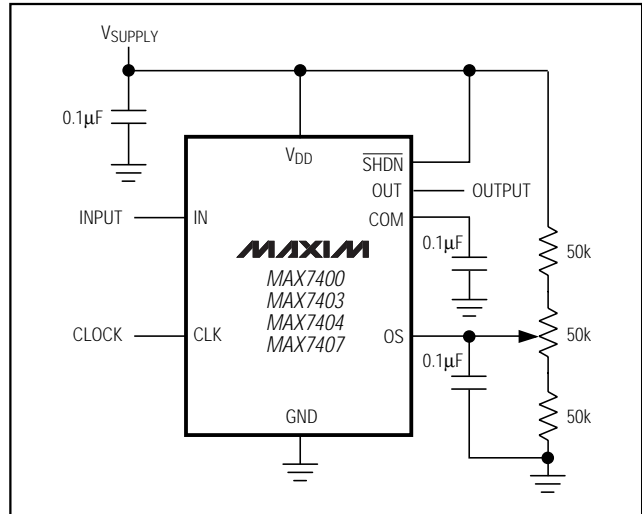 VSUPPLY
0.1μF
VDD
SHDN
OUT
OUTPUT
INPUT
IN
COM
MAXIM
0.1μF
50k
MAX7400
MAX7403
MAX7404
MAX7407
CLOCK
CLK
OS
50k
0.1μF
GND
50k